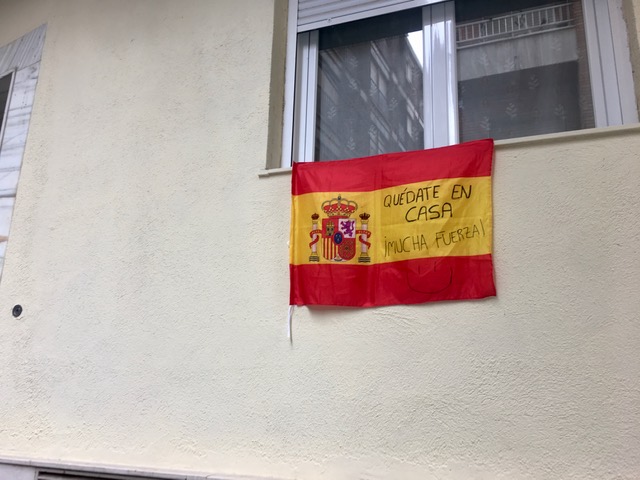 QUÉDATE EN
CASA
¡MUCHA FUERZA!